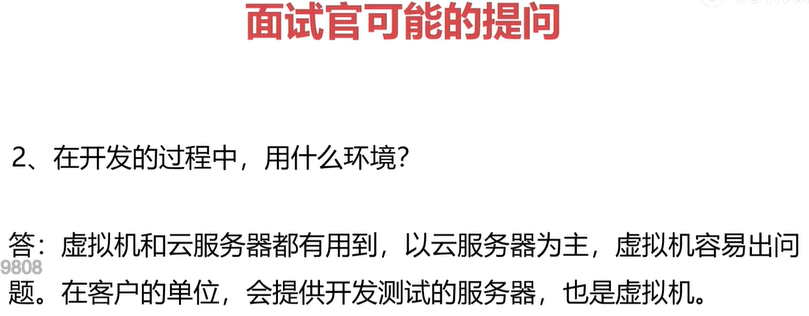 面试官可能的提问
2、在开发的过程中，用什么环境？
答：虚拟机和云服务器都有用到，以云服务器为主，虚拟机容易出问
9808
题。在客户的单位，会提供开发测试的服务器，也是虚拟机。